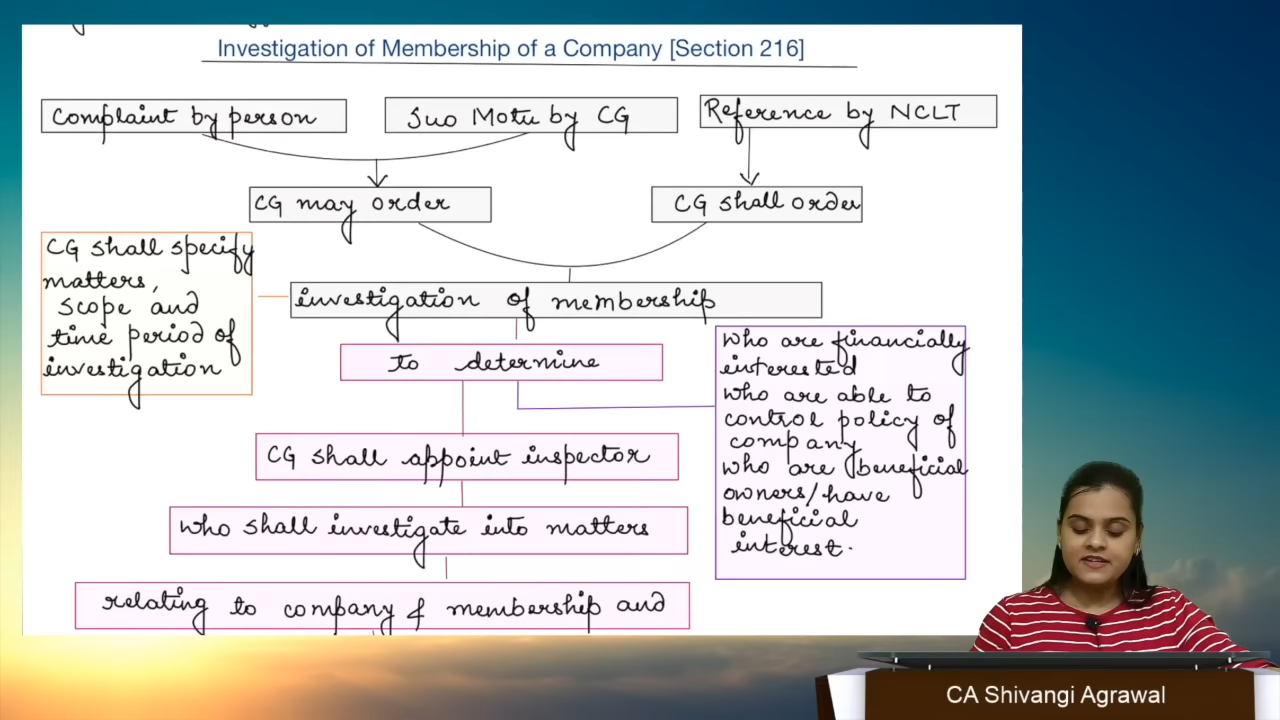 Investigation of Membership of a Company [Section 216]
Complaint by person
Suo Motu by CG
Reference by NCLT
CG may order
CG shall order
CG shall specify
matters,
scope and
time period of
investigation
investigation of membership
to determine
who are financially
interested
who are able to
control policy of
company
who are beneficial
owners/have
beneficial
interest.
CG shall appoint inspector
who shall investigate into matters
relating to company & membership and
CA Shivangi Agrawal